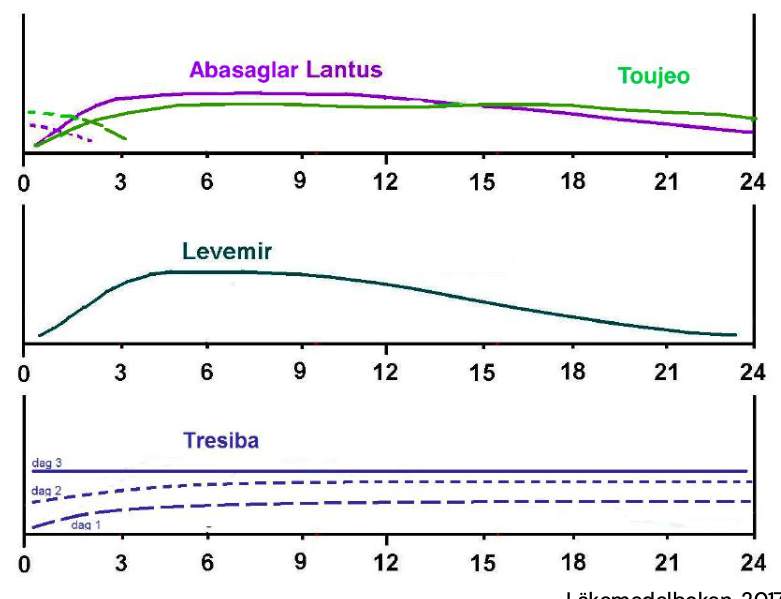 Abasaglar Lantus
Toujeo
0 3 6 9 12 15 18 21 24
Levemir
0 3 6 9 12 15 18 21 24
Tresiba
dag 3
dag 2
dag 1
0 3 6 9 12 15 18 21 24